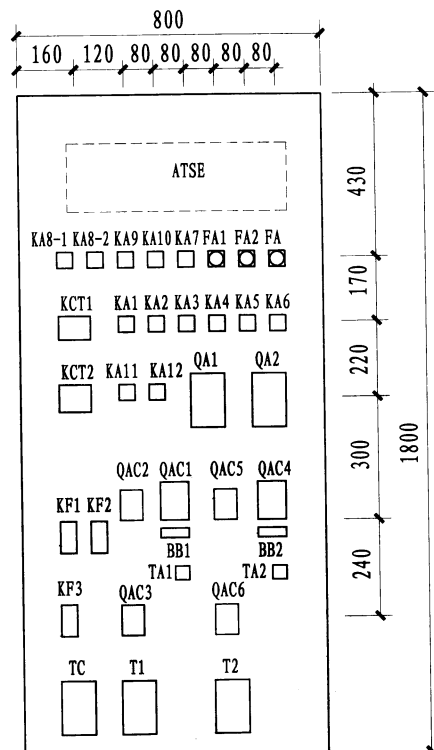 800
160 120 80 80 80 80 80
ATSE
430
KA8-1 KA8-2 KA9 KA10 KA7 FA1 FA2 FA
170
KCT1 KA1 KA2 KA3 KA4 KA5 KA6
220
KCT2 KA11 KA12 QA1 QA2
300
1800
QAC2 QAC1 QAC5 QAC4
KF1 KF2
BB1 BB2
240
TA1 TA2
KF3 QAC3 QAC6
TC T1 T2